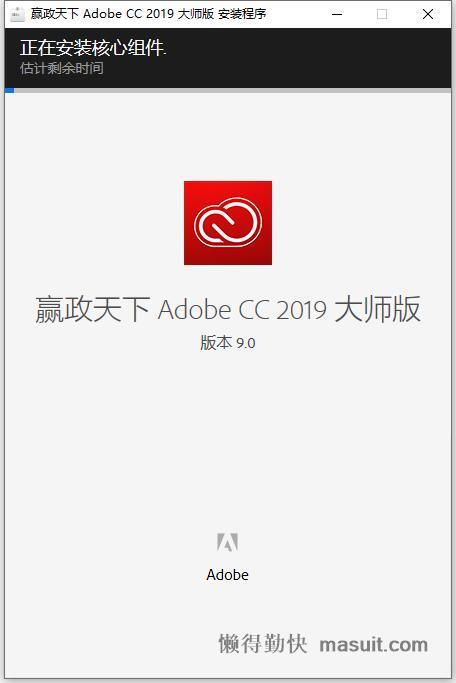 嬴政天下 Adobe CC 2019 大师版 安装程序
正在安装核心组件.
估计剩余时间
嬴政天下 Adobe CC 2019 大师版
版本 9.0
Adobe
懒得勤快 masuit.com